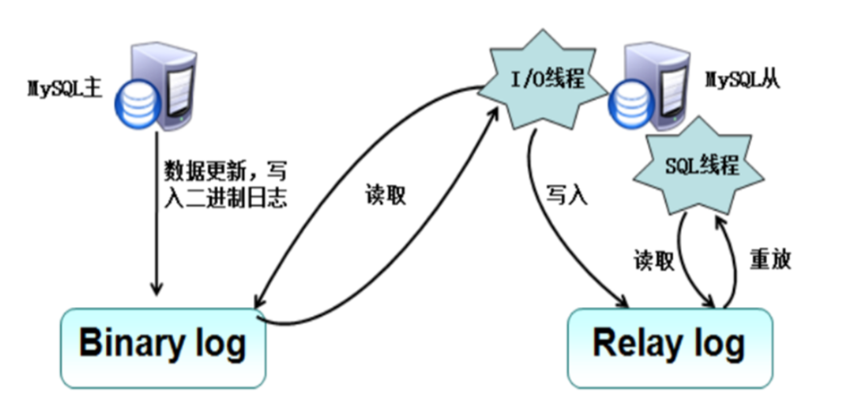 MySQL主
I/O线程
MySQL从
数据更新，写
入二进制日志
读取
写入
SQL线程
读取
重放
Binary log
Relay log